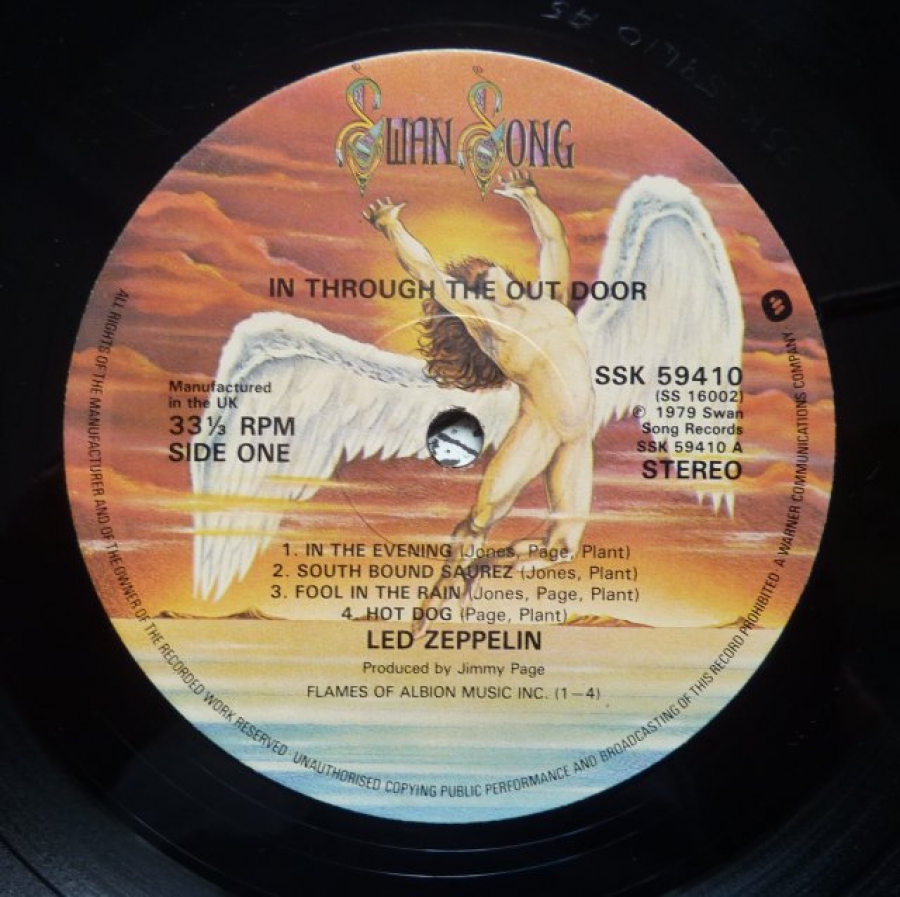 SWAN SONG
IN THROUGH THE OUT DOOR
Manufactured
in the UK
33⅓ RPM
SIDE ONE
SSK 59410
(SS 16002)
℗ 1979 Swan
Song Records
SSK 59410 A
STEREO
1. IN THE EVENING (Jones, Page, Plant)
2. SOUTH BOUND SAUREZ (Jones, Plant)
3. FOOL IN THE RAIN (Jones, Page, Plant)
4. HOT DOG (Page, Plant)
LED ZEPPELIN
Produced by Jimmy Page
FLAMES OF ALBION MUSIC INC. (1–4)
ALL RIGHTS OF THE MANUFACTURER AND OF THE OWNER OF THE RECORDED WORK RESERVED · UNAUTHORISED COPYING PUBLIC PERFORMANCE AND BROADCASTING OF THIS RECORD PROHIBITED · A WARNER COMMUNICATIONS COMPANY ·